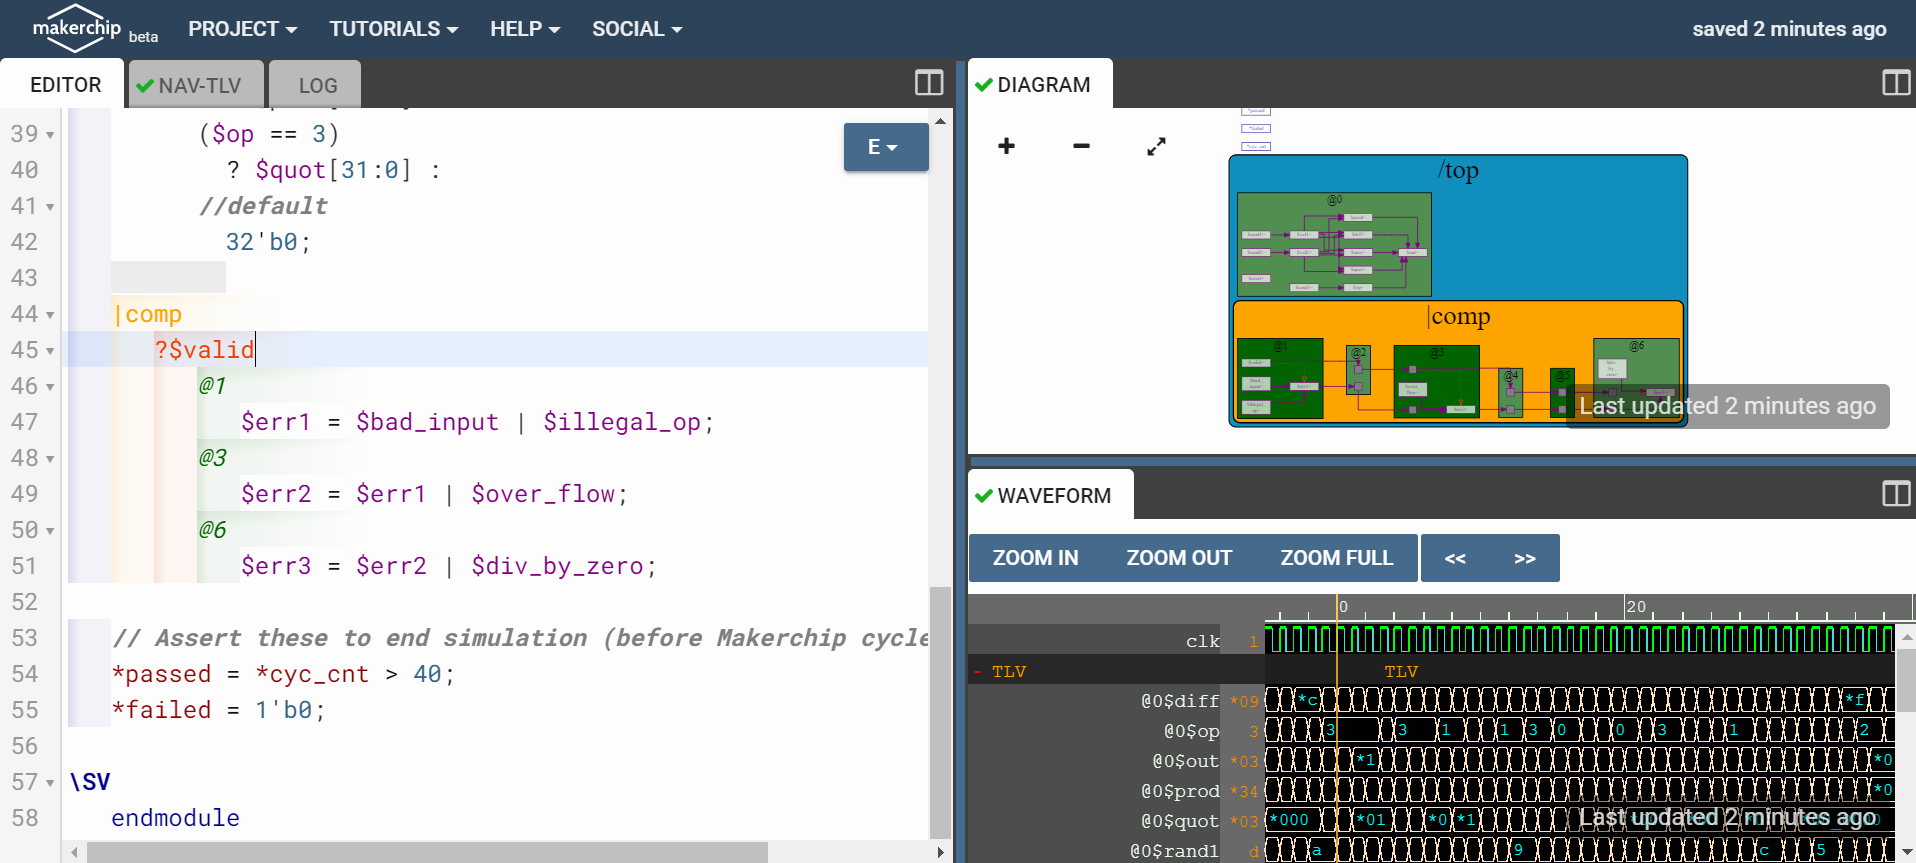 makerchip beta PROJECT TUTORIALS HELP SOCIAL saved 2 minutes ago
EDITOR NAV-TLV LOG
39 ($op == 3)
40 ? $quot[31:0] :
41 //default
42 32'b0;
43
44 |comp
45 ?$valid
46 @1
47 $err1 = $bad_input | $illegal_op;
48 @3
49 $err2 = $err1 | $over_flow;
50 @6
51 $err3 = $err2 | $div_by_zero;
52
53 // Assert these to end simulation (before Makerchip cycle
54 *passed = *cyc_cnt > 40;
55 *failed = 1'b0;
56
57 \SV
58 endmodule
E
DIAGRAM
/top
@0
|comp
@1 @2 @3 @4 @5 @6
Last updated 2 minutes ago
WAVEFORM
ZOOM IN ZOOM OUT ZOOM FULL << >>
0 20
clk 1
- TLV TLV
@0$diff *09 *c *f
@0$op 3 3 3 1 1 3 0 0 3 1 2
@0$out *03 *1 *0
@0$prod *34 *0
@0$quot *03 *000 *01 *0 *1
Last updated 2 minutes ago
@0$rand1 d a 9 c 5